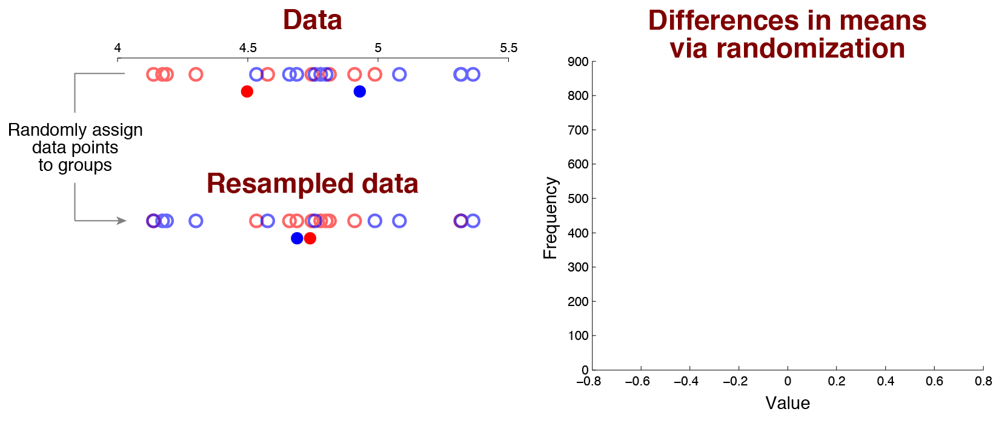 Data
4 4.5 5 5.5
Randomly assign
data points
to groups
Resampled data
Differences in means
via randomization
900
800
700
600
500
400
300
200
100
0
Frequency
−0.8 −0.6 −0.4 −0.2 0 0.2 0.4 0.6 0.8
Value